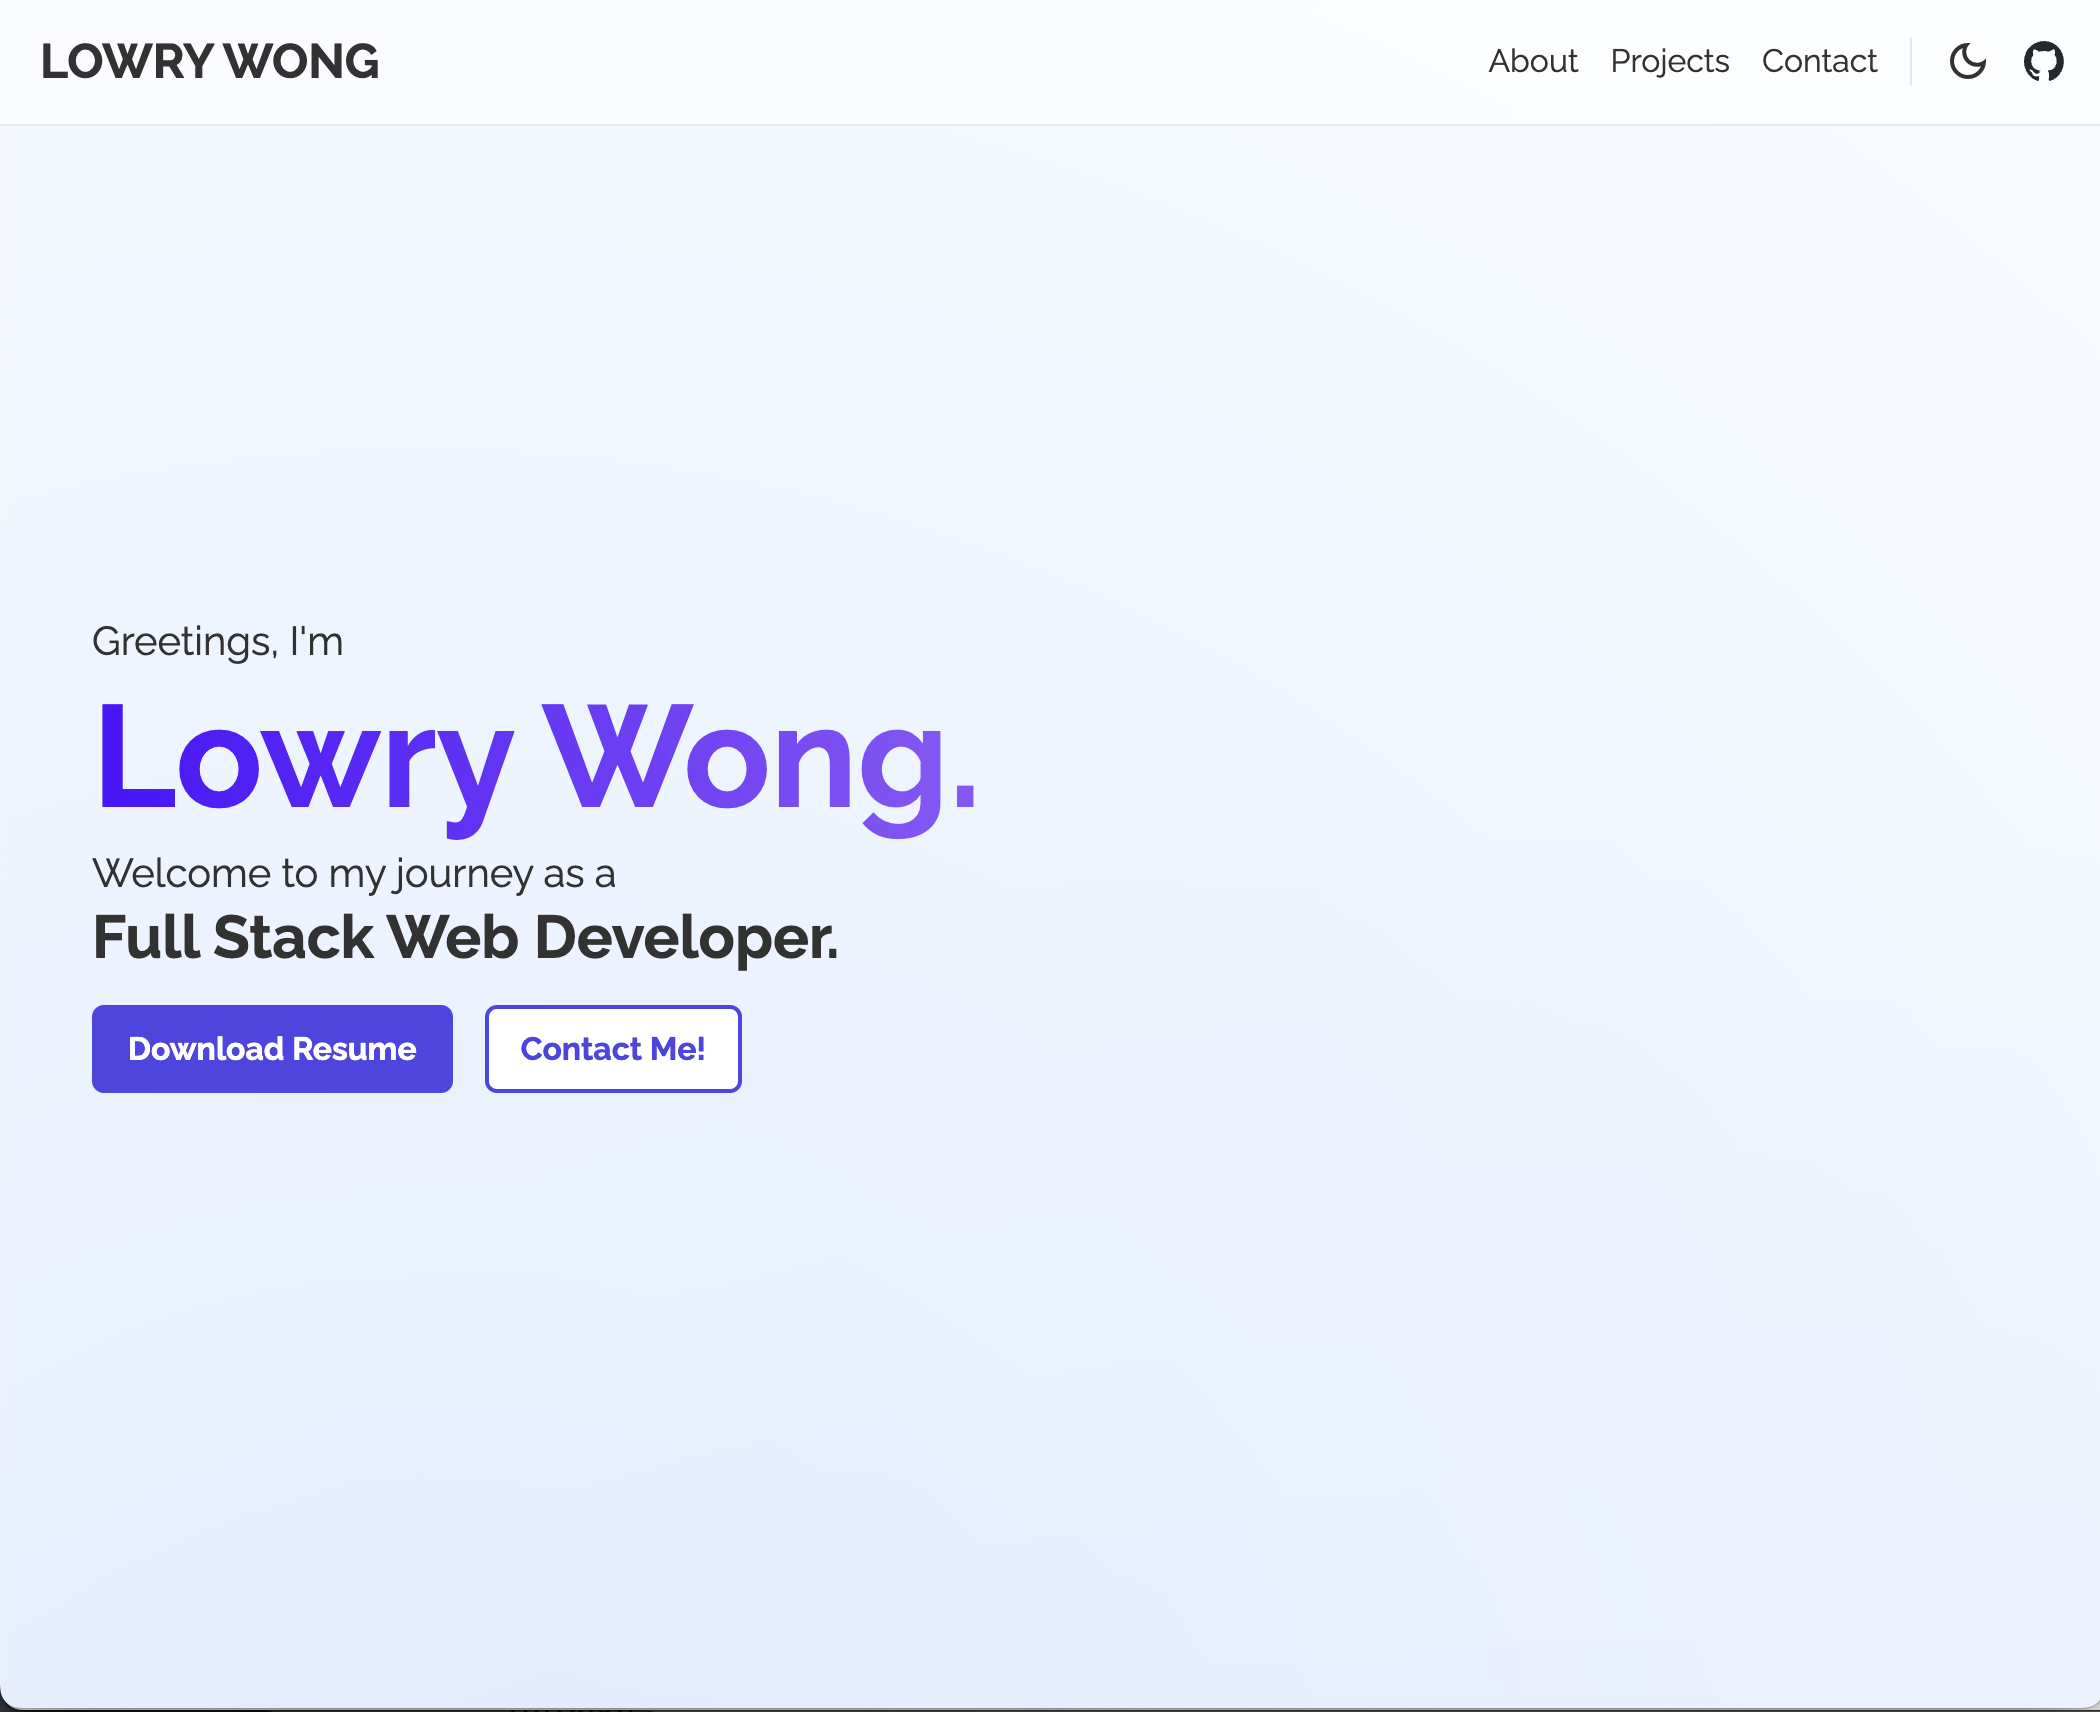 LOWRY WONG
About Projects Contact
Greetings, I'm
Lowry Wong.
Welcome to my journey as a
Full Stack Web Developer.
Download Resume
Contact Me!